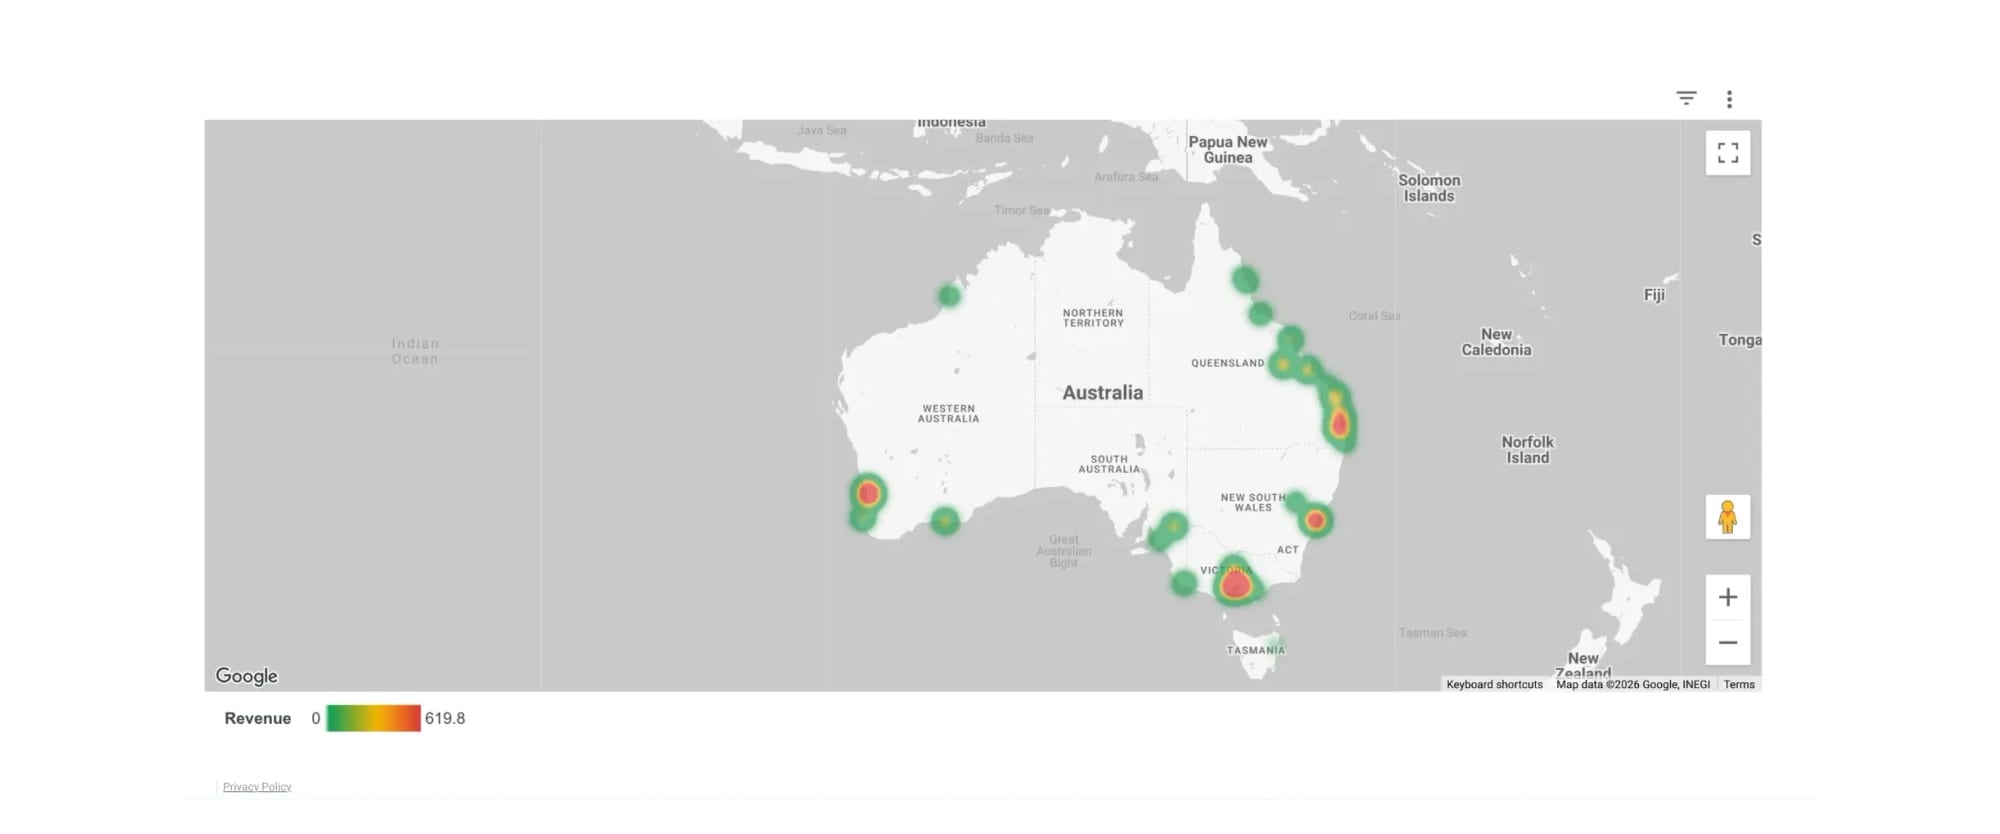 Indonesia
Java Sea
Banda Sea
Papua New
Guinea
Arafura Sea
Solomon
Islands
Timor Sea
S
Fiji
NORTHERN
TERRITORY
Coral Sea
New
Caledonia
Tonga
Indian
Ocean
QUEENSLAND
Australia
WESTERN
AUSTRALIA
Norfolk
Island
SOUTH
AUSTRALIA
NEW SOUTH
WALES
Great
Australian
Bight
ACT
VICTORIA
Tasman Sea
TASMANIA
New
Zealand
Google
Keyboard shortcuts
Map data ©2026 Google, INEGI
Terms
Revenue 0 619.8
Privacy Policy